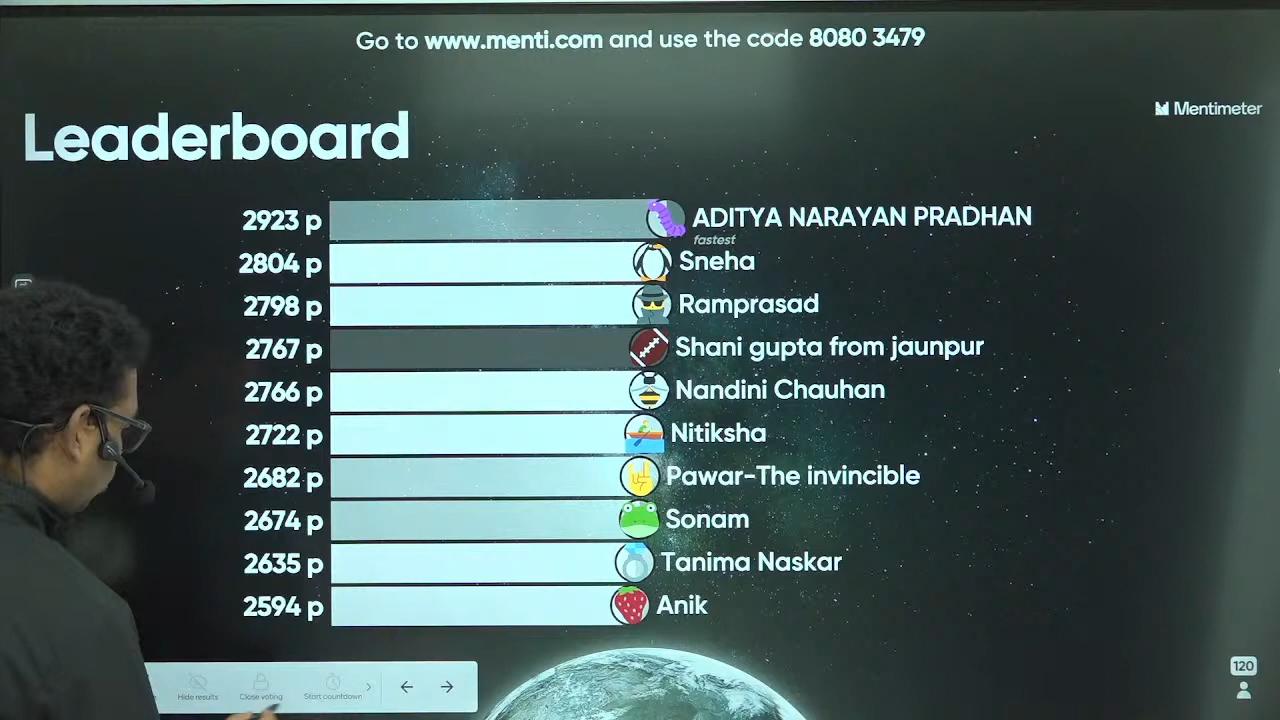 Go to www.menti.com and use the code 8080 3479
Mentimeter
Leaderboard
2923 p ADITYA NARAYAN PRADHAN
fastest
2804 p Sneha
2798 p Ramprasad
2767 p Shani gupta from jaunpur
2766 p Nandini Chauhan
2722 p Nitiksha
2682 p Pawar-The invincible
2674 p Sonam
2635 p Tanima Naskar
2594 p Anik
Hide results Close voting Start countdown
120